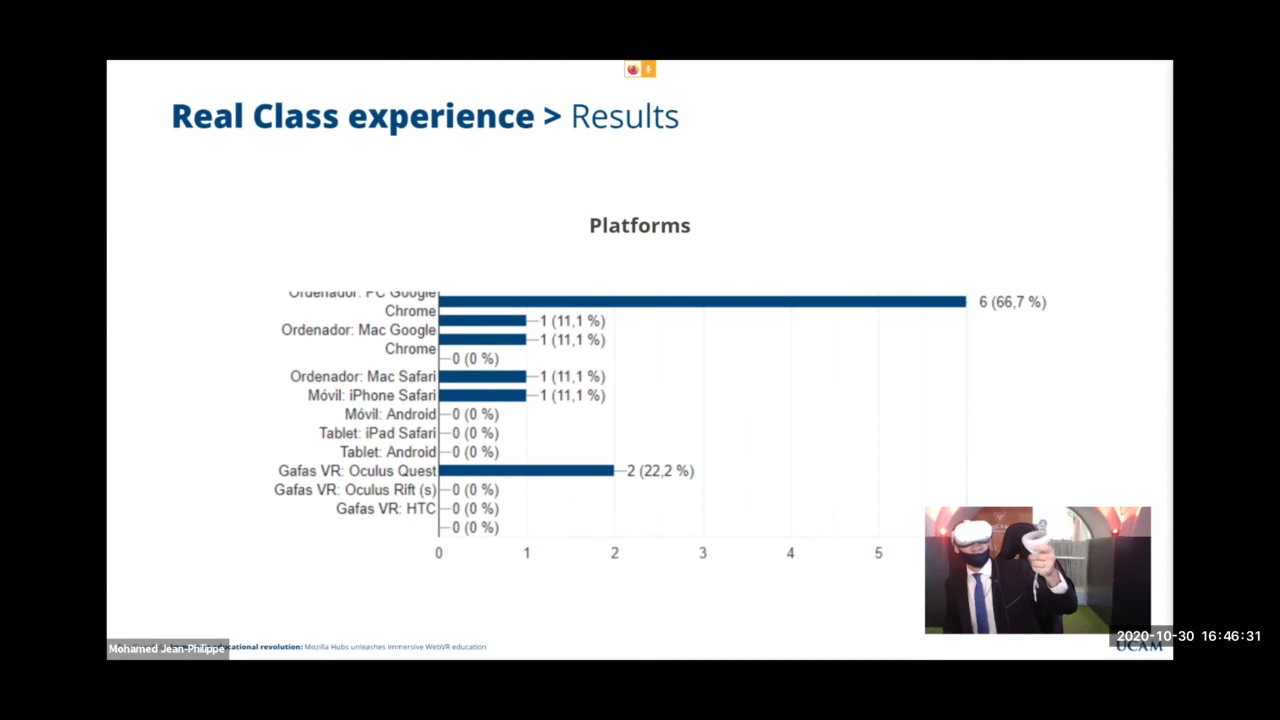 Real Class experience > Results
Platforms
Ordenador: PC Google
Chrome
6 (66,7 %)
1 (11,1 %)
Ordenador: Mac Google
Chrome
1 (11,1 %)
0 (0 %)
Ordenador: Mac Safari
1 (11,1 %)
Móvil: iPhone Safari
1 (11,1 %)
Móvil: Android
0 (0 %)
Tablet: iPad Safari
0 (0 %)
Tablet: Android
0 (0 %)
Gafas VR: Oculus Quest
2 (22,2 %)
Gafas VR: Oculus Rift (s)
0 (0 %)
Gafas VR: HTC
0 (0 %)
0 (0 %)
0 1 2 3 4 5
Mohamed Jean-Philippe
cational revolution: Mozilla Hubs unleashes immersive WebVR education
2020-10-30 16:46:31
UCAM